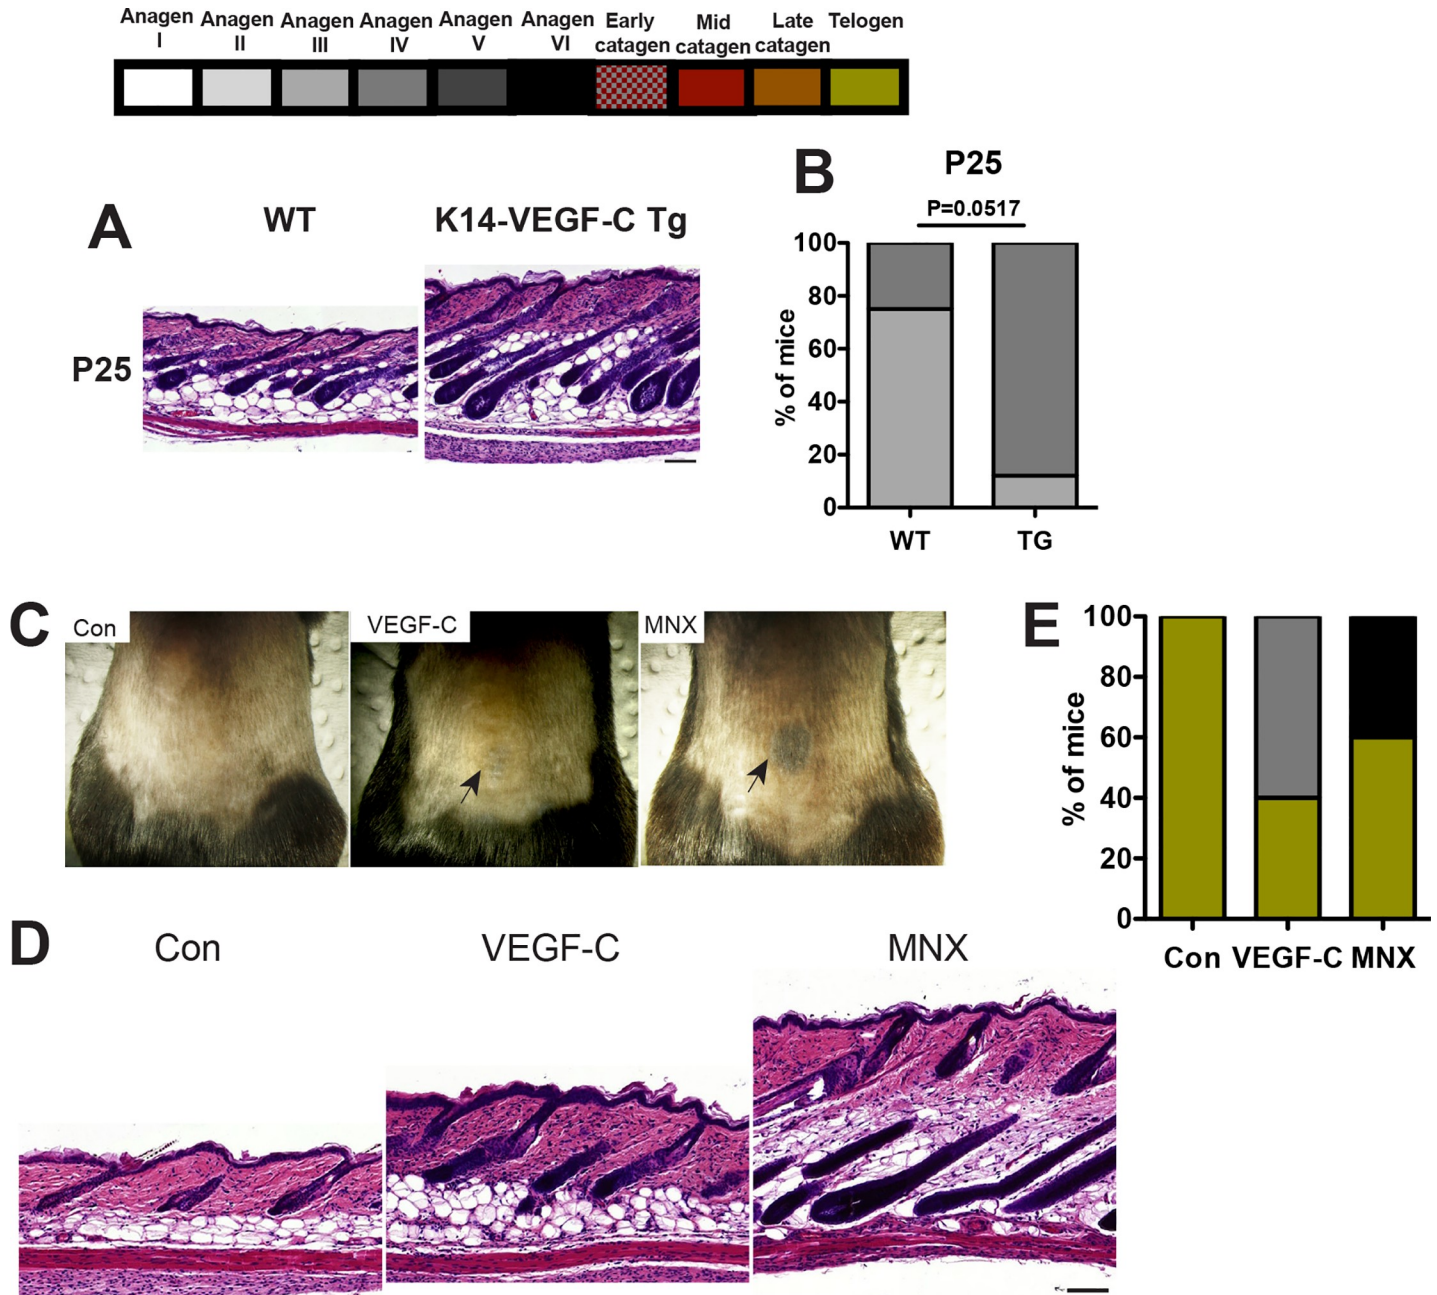 Anagen I
Anagen II
Anagen III
Anagen IV
Anagen V
Anagen VI
Early catagen
Mid catagen
Late catagen
Telogen
A
WT
K14-VEGF-C Tg
P25
B
P25
P=0.0517
% of mice
100
80
60
40
20
0
WT
TG
C
Con
VEGF-C
MNX
E
% of mice
100
80
60
40
20
0
Con
VEGF-C
MNX
D
Con
VEGF-C
MNX